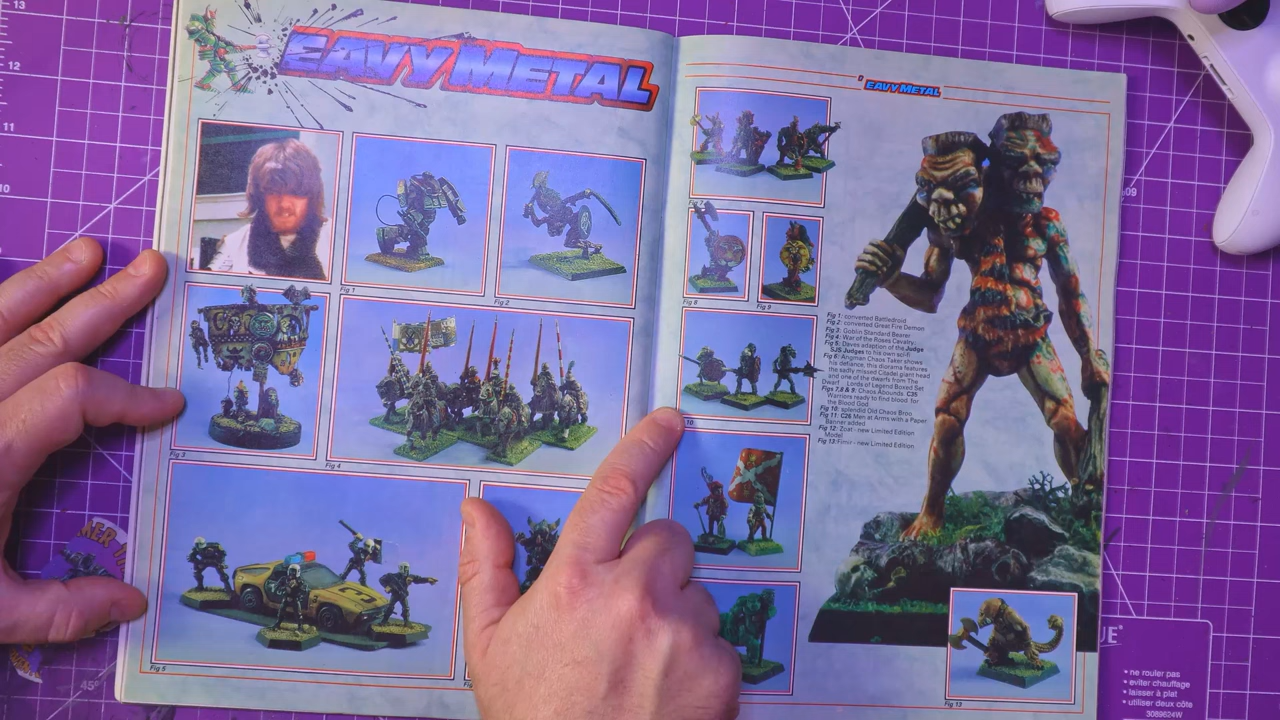 13
12
11
10
'EAVY METAL
Fig 1
Fig 2
Fig 3
Fig 4
Fig 5
'EAVY METAL
Fig 8
Fig 9
10
Fig 1: converted Battledroid
Fig 2: converted Great Fire Demon
Fig 3: Goblin Standard Bearer
Fig 4: War of the Roses Cavalry
Fig 5: Daves adaption of the Judge
SJS Judges to his own sci-fi
Fig 6: Ahgman Chaos Taker shows
his defiance, this diorama features
the sadly missed Citadel giant head
and one of the dwarfs from The
Dwarf Lords of Legend Boxed Set
Figs 7,8 & 9: Chaos Abounds C35
Warriors ready to find blood for
the Blood God
Fig 10: splendid Old Chaos Broo
Fig 11: C26 Men at Arms with a Paper
Banner added
Fig 12: Zoat - new Limited Edition
Model
Fig 13: Fimir - new Limited Edition
Fig 13
09
45°
UE
• ne rouler pas
• eviter chauffage
• laisser à plat
• utiliser deux côte
3089624W